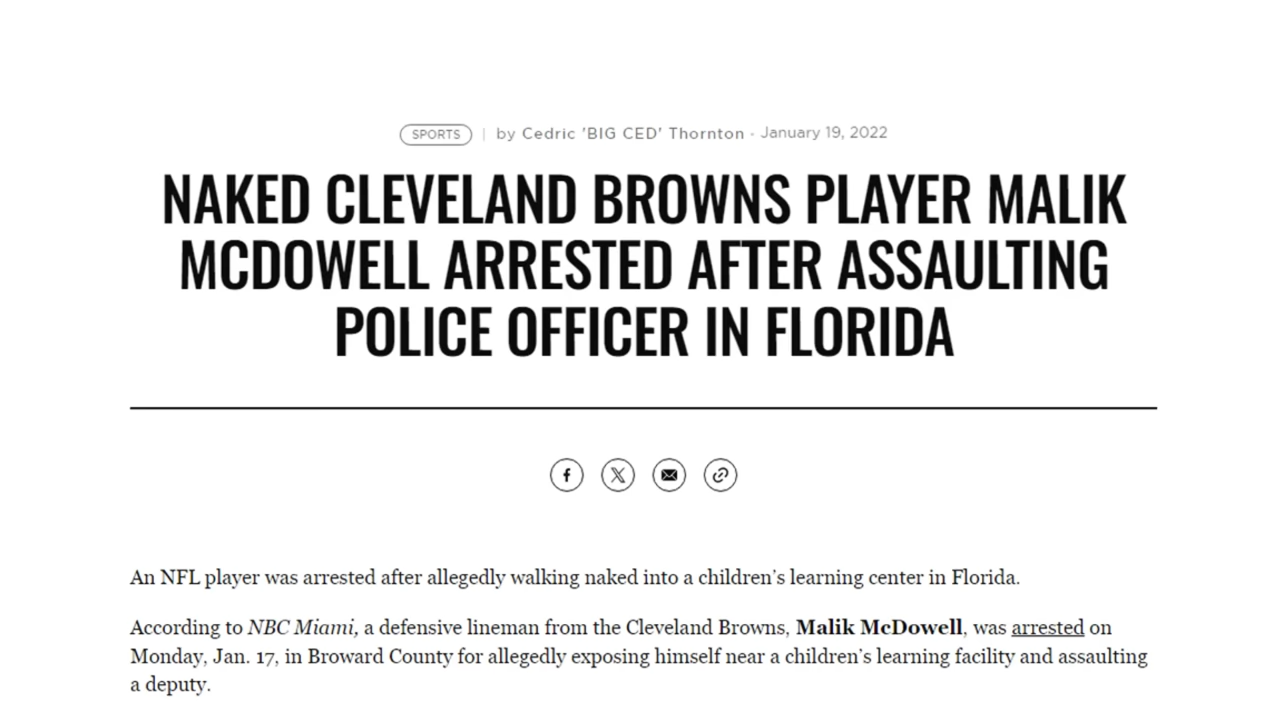 SPORTS | by Cedric 'BIG CED' Thornton - January 19, 2022
NAKED CLEVELAND BROWNS PLAYER MALIK
MCDOWELL ARRESTED AFTER ASSAULTING
POLICE OFFICER IN FLORIDA
An NFL player was arrested after allegedly walking naked into a children’s learning center in Florida.
According to NBC Miami, a defensive lineman from the Cleveland Browns, Malik McDowell, was arrested on
Monday, Jan. 17, in Broward County for allegedly exposing himself near a children’s learning facility and assaulting
a deputy.